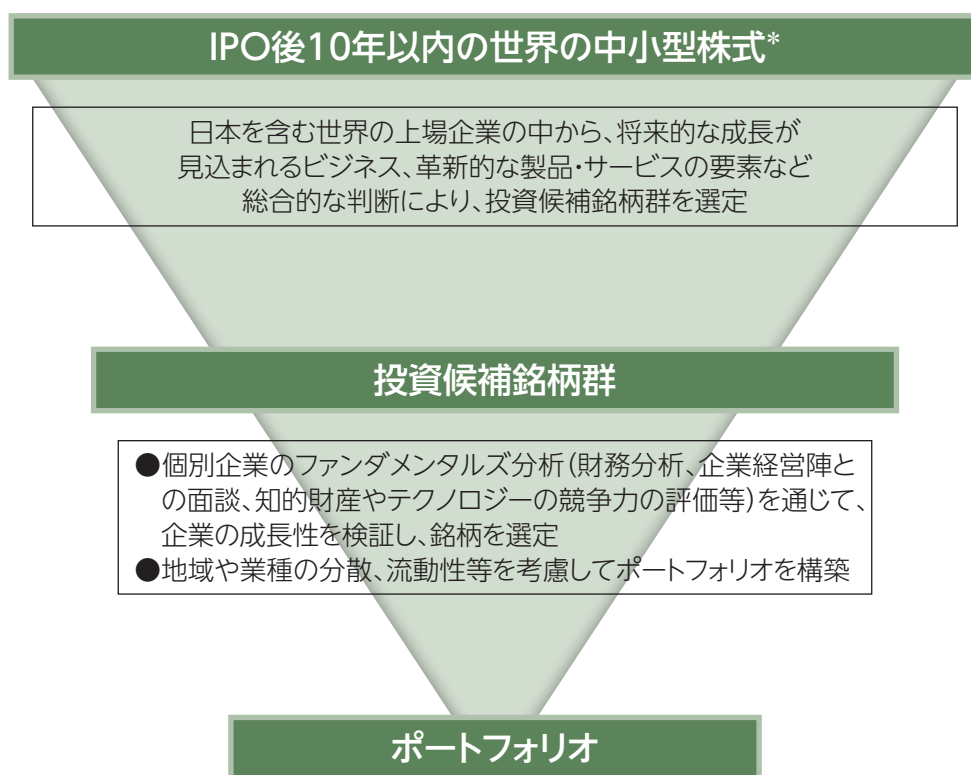 IPO後10年以内の世界の中小型株式*
日本を含む世界の上場企業の中から、将来的な成長が
見込まれるビジネス、革新的な製品・サービスの要素など
総合的な判断により、投資候補銘柄群を選定
投資候補銘柄群
●個別企業のファンダメンタルズ分析(財務分析、企業経営陣と
の面談、知的財産やテクノロジーの競争力の評価等)を通じて、
企業の成長性を検証し、銘柄を選定
●地域や業種の分散、流動性等を考慮してポートフォリオを構築
ポートフォリオ